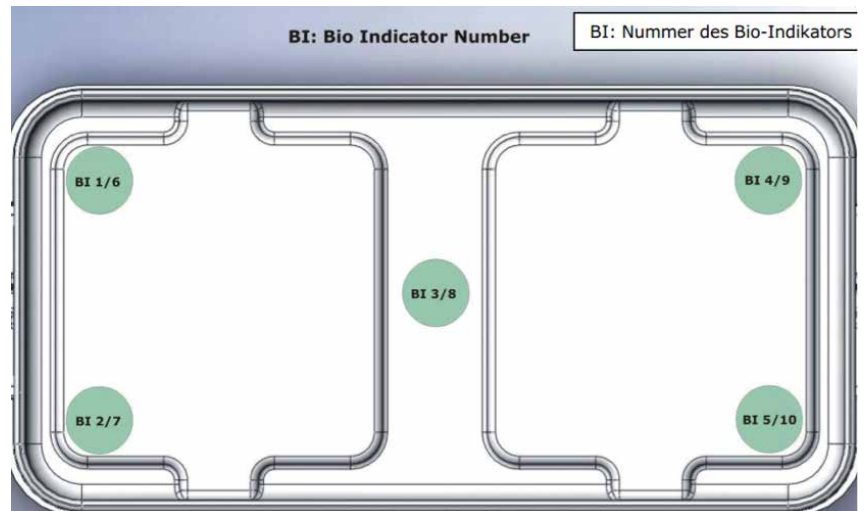 BI: Bio Indicator Number
BI: Nummer des Bio-Indikators
BI 1/6
BI 4/9
BI 3/8
BI 2/7
BI 5/10